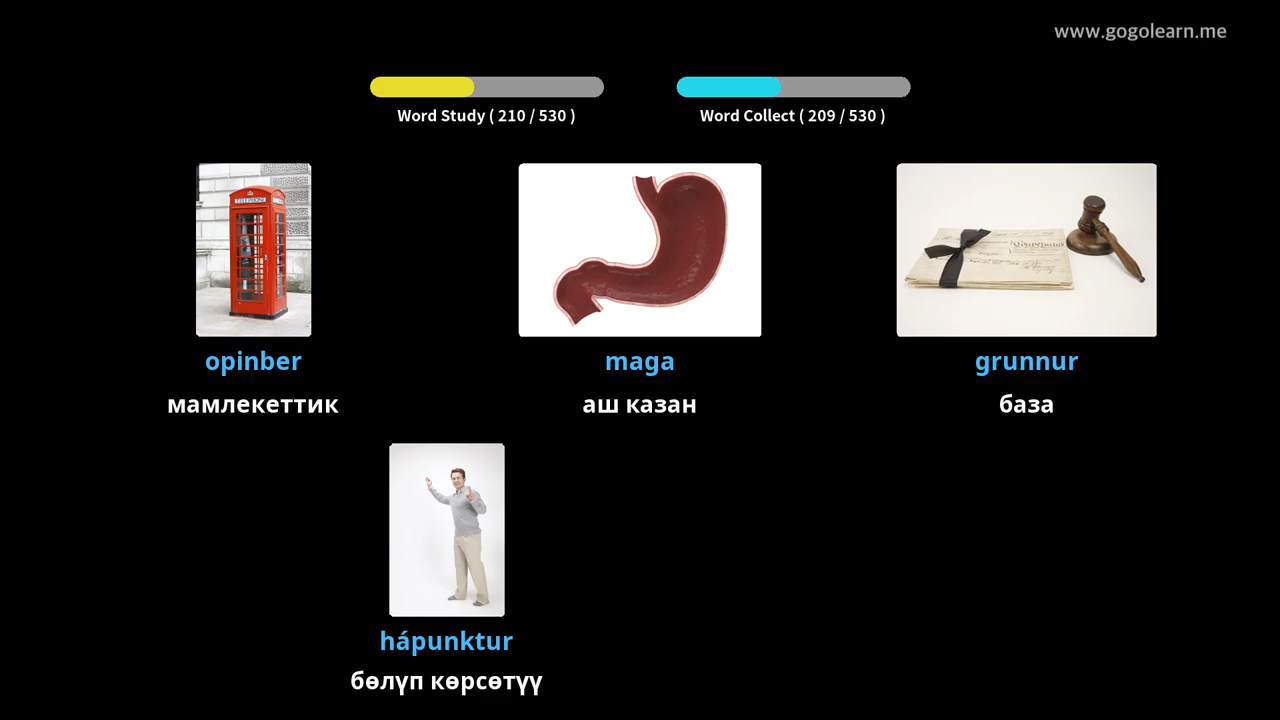 www.gogolearn.me
Word Study ( 210 / 530 )
Word Collect ( 209 / 530 )
TELEPHONE
opinber
maga
grunnur
мамлекеттик
аш казан
база
hápunktur
бөлүп көрсөтүү